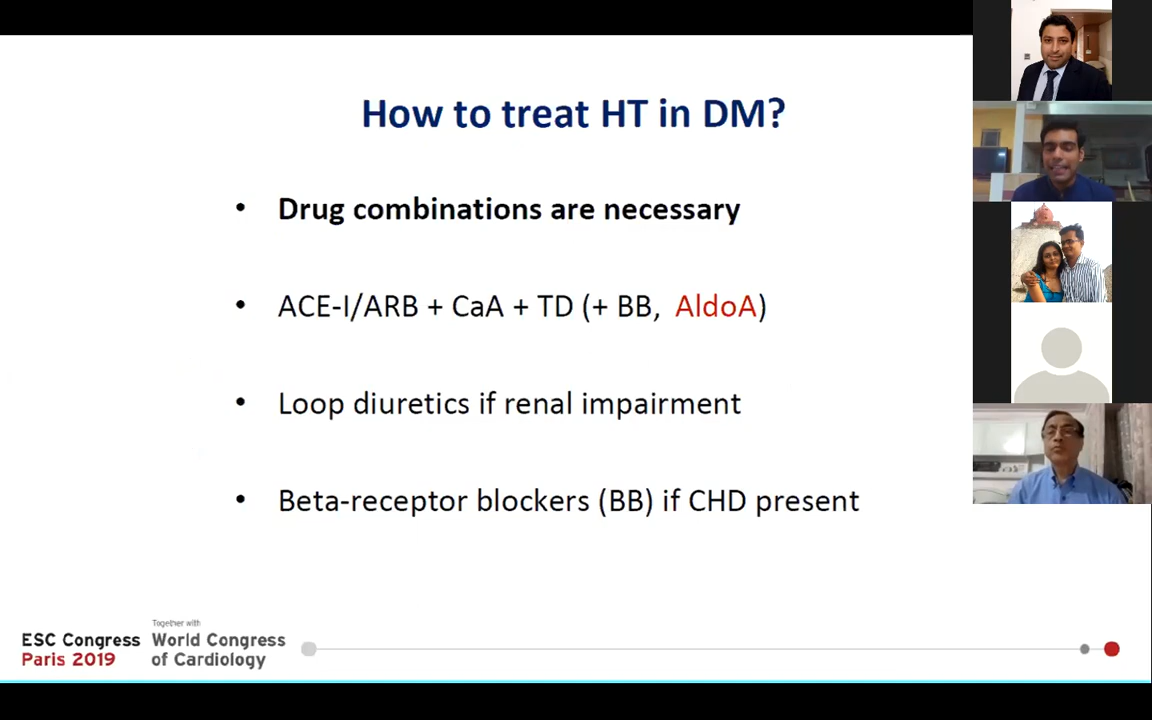 How to treat HT in DM?
• Drug combinations are necessary
• ACE-I/ARB + CaA + TD (+ BB, AldoA)
• Loop diuretics if renal impairment
• Beta-receptor blockers (BB) if CHD present
ESC Congress
Paris 2019
Together with
World Congress
of Cardiology